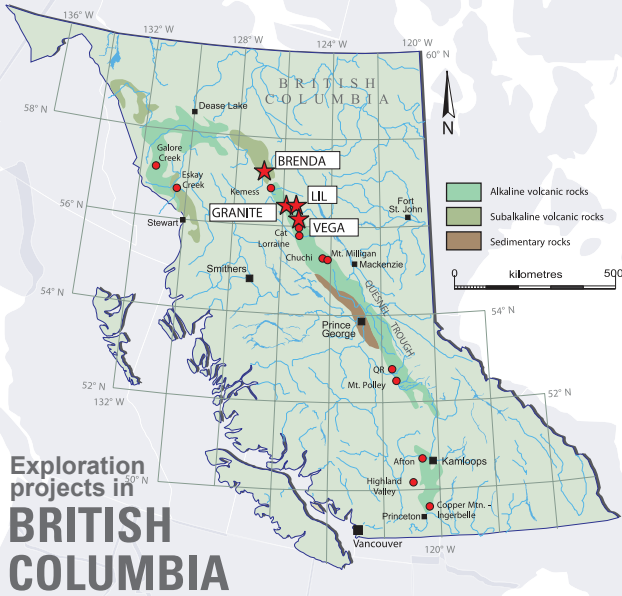 136° W
132° W
128° W
124° W
120° W
60° N
BRITISH
COLUMBIA
58° N
Dease Lake
N
Galore
Creek
BRENDA
Eskay
Creek
Kemess
LIL
Alkaline volcanic rocks
56° N
GRANITE
Fort
St. John
Subalkaline volcanic rocks
Stewart
VEGA
Cat
Lorraine
Sedimentary rocks
Chuchi
Mt. Milligan
Mackenzie
Smithers
0
kilometres
500
54° N
QUESNEL TROUGH
54° N
Prince
George
QR
Mt. Polley
52° N
132° W
52° N
Afton
Kamloops
Exploration
projects in
BRITISH
COLUMBIA
50° N
Highland
Valley
50° N
Copper Mtn. -
Ingerbelle
Princeton
Vancouver
120° W